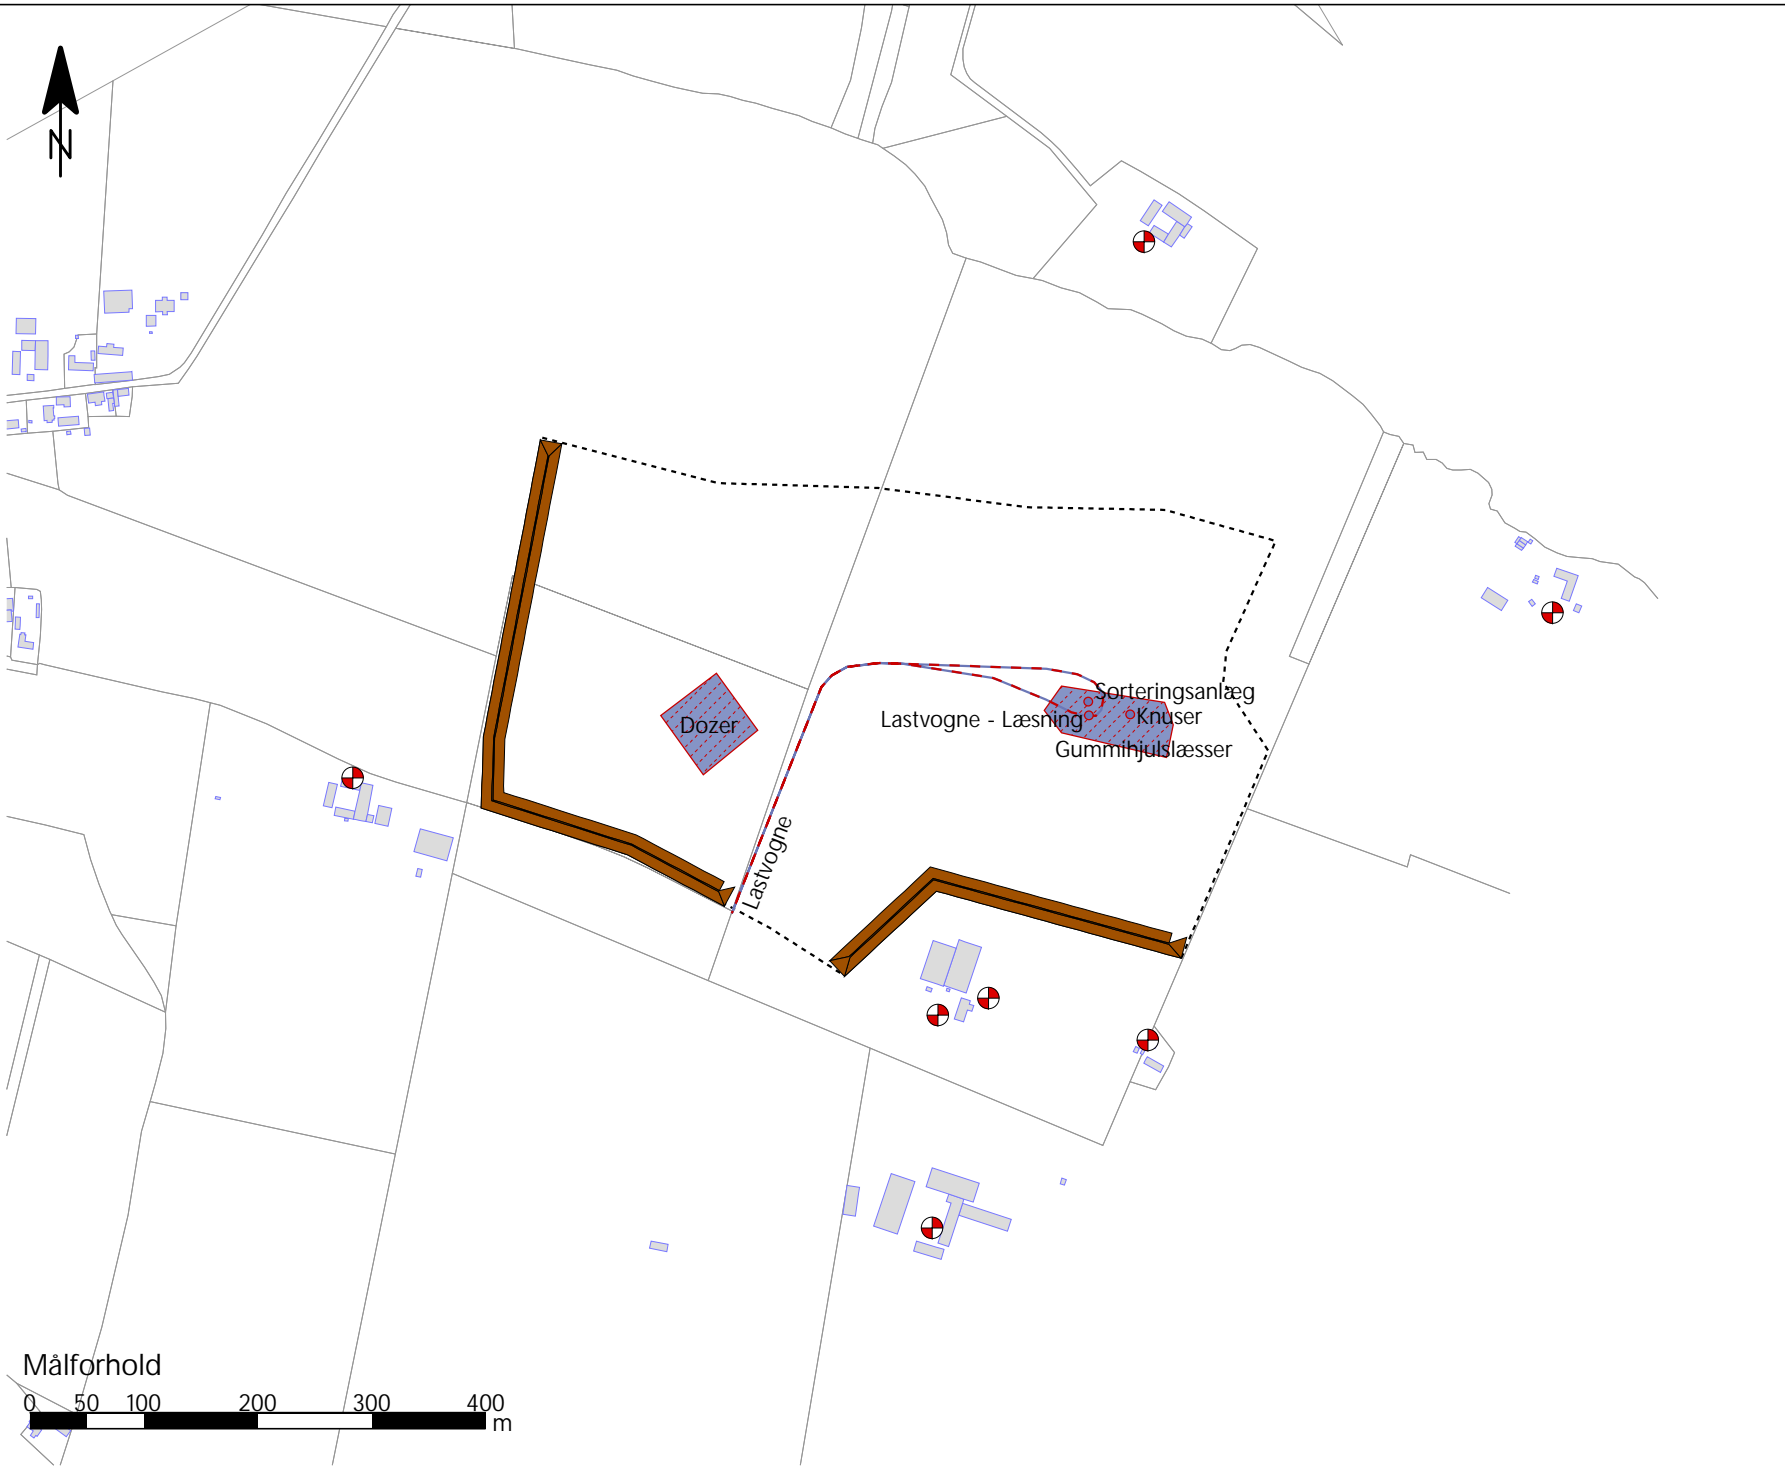 N
Sorteringsanlæg
Lastvogne - Læsning
Knuser
Dozer
Gummihjulslæsser
Lastvogne
Målforhold
0 50 100 200 300 400
m